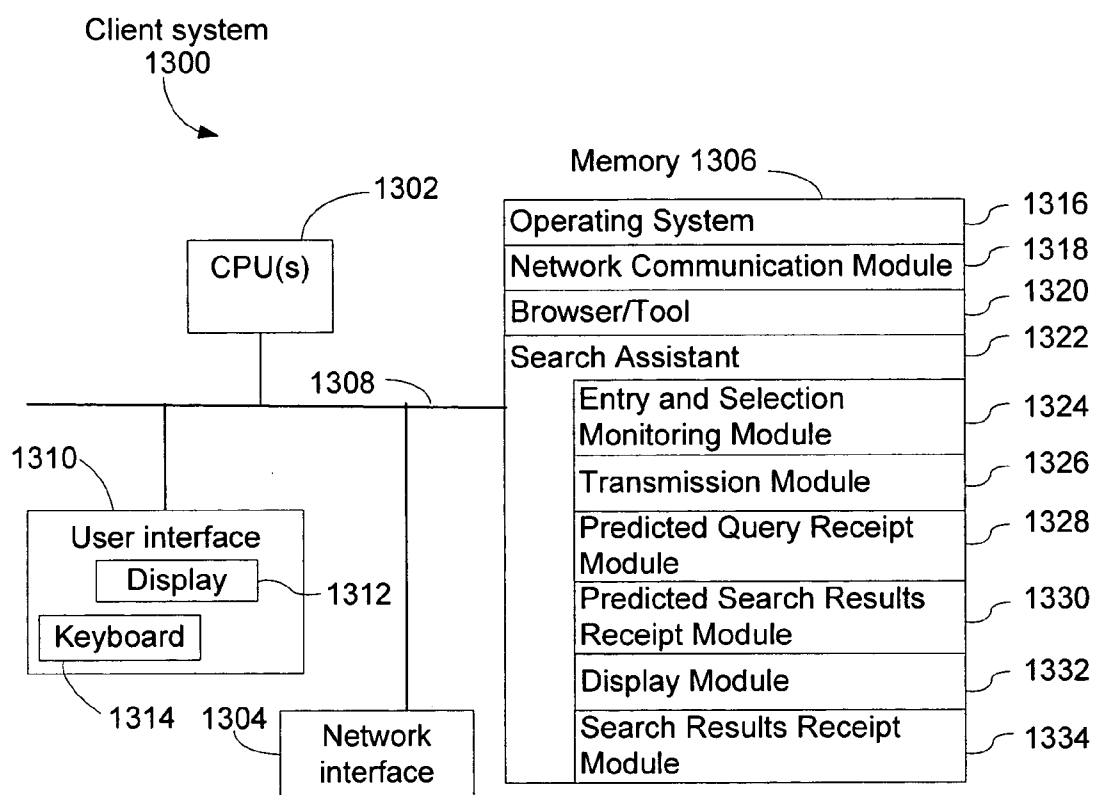 Client system
1300
Memory 1306
1302
CPU(s)
Operating System
1316
Network Communication Module
1318
Browser/Tool
1320
Search Assistant
1322
1308
Entry and Selection
Monitoring Module
1324
Transmission Module
1326
Predicted Query Receipt
Module
1328
Predicted Search Results
Receipt Module
1330
Display Module
1332
Search Results Receipt
Module
1334
1310
User interface
Display
1312
Keyboard
1314
1304
Network
interface